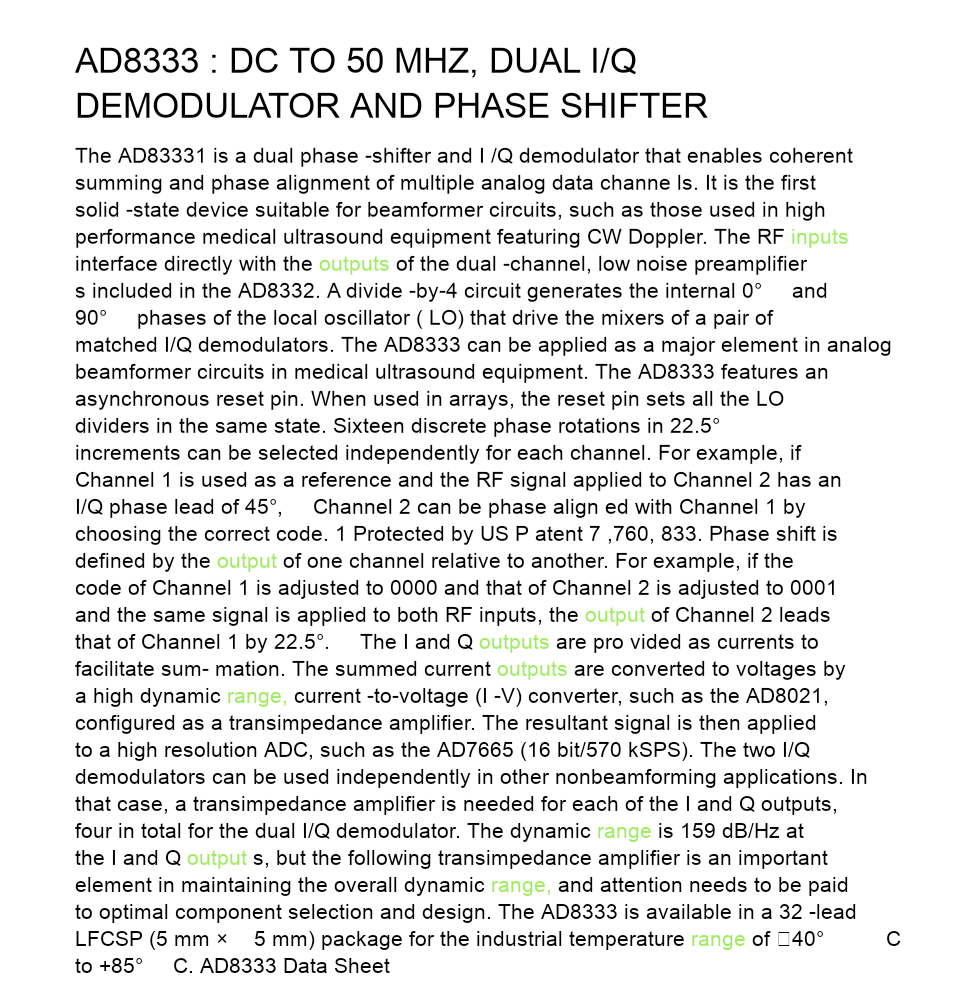 AD8333 : DC TO 50 MHZ, DUAL I/Q
DEMODULATOR AND PHASE SHIFTER
The AD83331 is a dual phase -shifter and I /Q demodulator that enables coherent
summing and phase alignment of multiple analog data channe ls. It is the first
solid -state device suitable for beamformer circuits, such as those used in high
performance medical ultrasound equipment featuring CW Doppler. The RF inputs
interface directly with the outputs of the dual -channel, low noise preamplifier
s included in the AD8332. A divide -by-4 circuit generates the internal 0° and
90° phases of the local oscillator ( LO) that drive the mixers of a pair of
matched I/Q demodulators. The AD8333 can be applied as a major element in analog
beamformer circuits in medical ultrasound equipment. The AD8333 features an
asynchronous reset pin. When used in arrays, the reset pin sets all the LO
dividers in the same state. Sixteen discrete phase rotations in 22.5°
increments can be selected independently for each channel. For example, if
Channel 1 is used as a reference and the RF signal applied to Channel 2 has an
I/Q phase lead of 45°, Channel 2 can be phase align ed with Channel 1 by
choosing the correct code. 1 Protected by US P atent 7 ,760, 833. Phase shift is
defined by the output of one channel relative to another. For example, if the
code of Channel 1 is adjusted to 0000 and that of Channel 2 is adjusted to 0001
and the same signal is applied to both RF inputs, the output of Channel 2 leads
that of Channel 1 by 22.5°. The I and Q outputs are pro vided as currents to
facilitate sum- mation. The summed current outputs are converted to voltages by
a high dynamic range, current -to-voltage (I -V) converter, such as the AD8021,
configured as a transimpedance amplifier. The resultant signal is then applied
to a high resolution ADC, such as the AD7665 (16 bit/570 kSPS). The two I/Q
demodulators can be used independently in other nonbeamforming applications. In
that case, a transimpedance amplifier is needed for each of the I and Q outputs,
four in total for the dual I/Q demodulator. The dynamic range is 159 dB/Hz at
the I and Q output s, but the following transimpedance amplifier is an important
element in maintaining the overall dynamic range, and attention needs to be paid
to optimal component selection and design. The AD8333 is available in a 32 -lead
LFCSP (5 mm × 5 mm) package for the industrial temperature range of □40° C
to +85° C. AD8333 Data Sheet